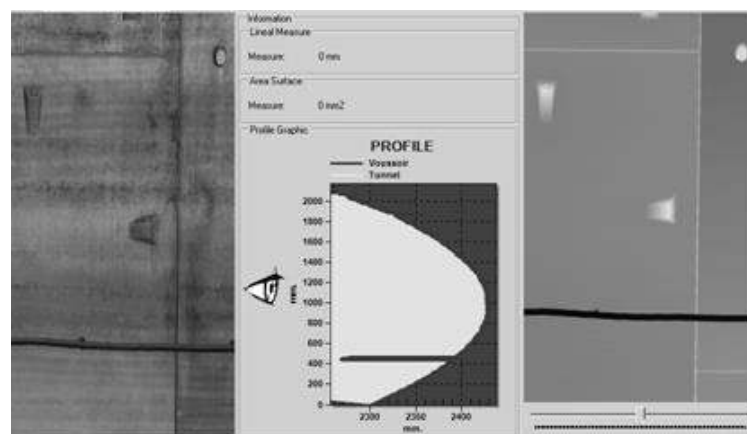 Information
Lineal Measure
Measure: 0 mm
Area Surface
Measure: 0 mm2
Profile Graphic
PROFILE
Voussoir
Tunnel
2000
1800
1600
1400
1200
1000
800
600
400
200
0
mm.
2300 2350 2400
mm.